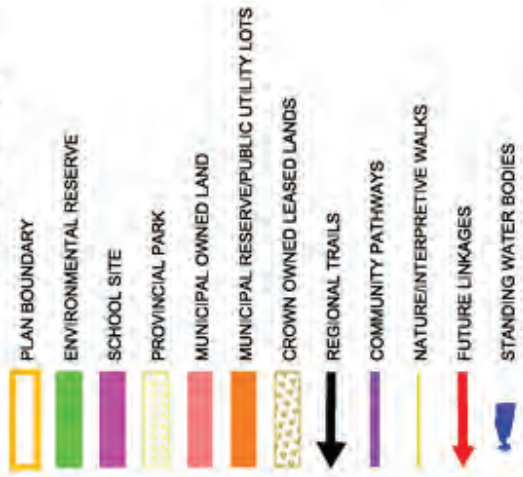 PLAN BOUNDARY
ENVIRONMENTAL RESERVE
SCHOOL SITE
PROVINCIAL PARK
MUNICIPAL OWNED LAND
MUNICIPAL RESERVE/PUBLIC UTILITY LOTS
CROWN OWNED LEASED LANDS
REGIONAL TRAILS
COMMUNITY PATHWAYS
NATURE/INTERPRETIVE WALKS
FUTURE LINKAGES
STANDING WATER BODIES